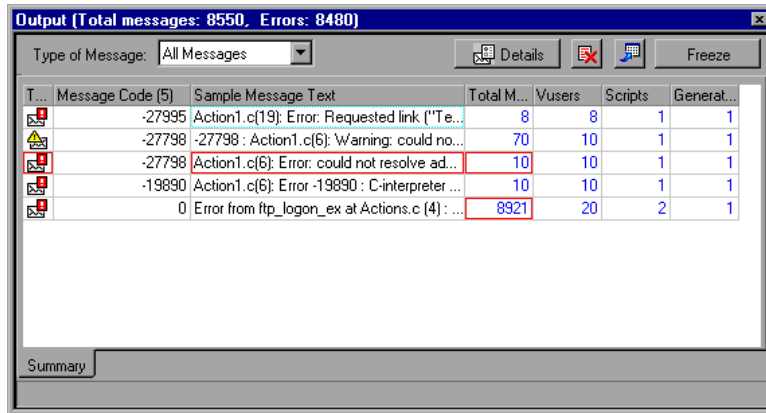 Output (Total messages: 8550, Errors: 8480)
Type of Message: All Messages Details Freeze
T... Message Code (5) Sample Message Text Total M... Vusers Scripts Generat...
-27995 Action1.c(19): Error: Requested link ("Te... 8 8 1 1
-27798 -27798 : Action1.c(6): Warning: could no... 70 10 1 1
-27798 Action1.c(6): Error: could not resolve ad... 10 10 1 1
-19890 Action1.c(6): Error -19890 : C-interpreter ... 10 10 1 1
0 Error from ftp_logon_ex at Actions.c (4) : ... 8921 20 2 1
Summary